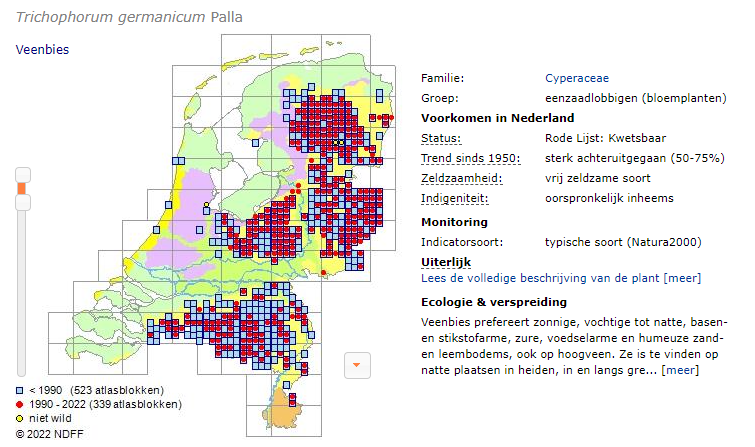 Trichophorum germanicum Palla
Veenbies
Familie: Cyperaceae
Groep: eenzaadlobbigen (bloemplanten)
Voorkomen in Nederland
Status: Rode Lijst: Kwetsbaar
Trend sinds 1950: sterk achteruitgegaan (50-75%)
Zeldzaamheid: vrij zeldzame soort
Indigeniteit: oorspronkelijk inheems
Monitoring
Indicatorsoort: typische soort (Natura2000)
Uiterlijk
Lees de volledige beschrijving van de plant [meer]
Ecologie & verspreiding
Veenbies prefereert zonnige, vochtige tot natte, basen-
en stikstofarme, zure, voedselarme en humeuze zand-
en leembodems, ook op hoogveen. Ze is te vinden op
natte plaatsen in heiden, in en langs gre... [meer]
< 1990 (523 atlasblokken)
1990 - 2022 (339 atlasblokken)
niet wild
© 2022 NDFF